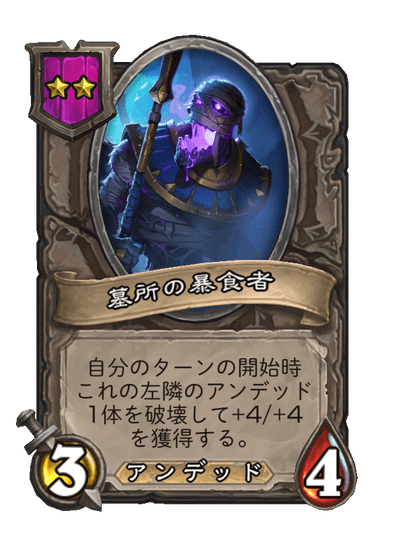 墓所の暴食者
自分のターンの開始時
これの左隣のアンデッド
1体を破壊して+4/+4
を獲得する。
3
アンデッド
4